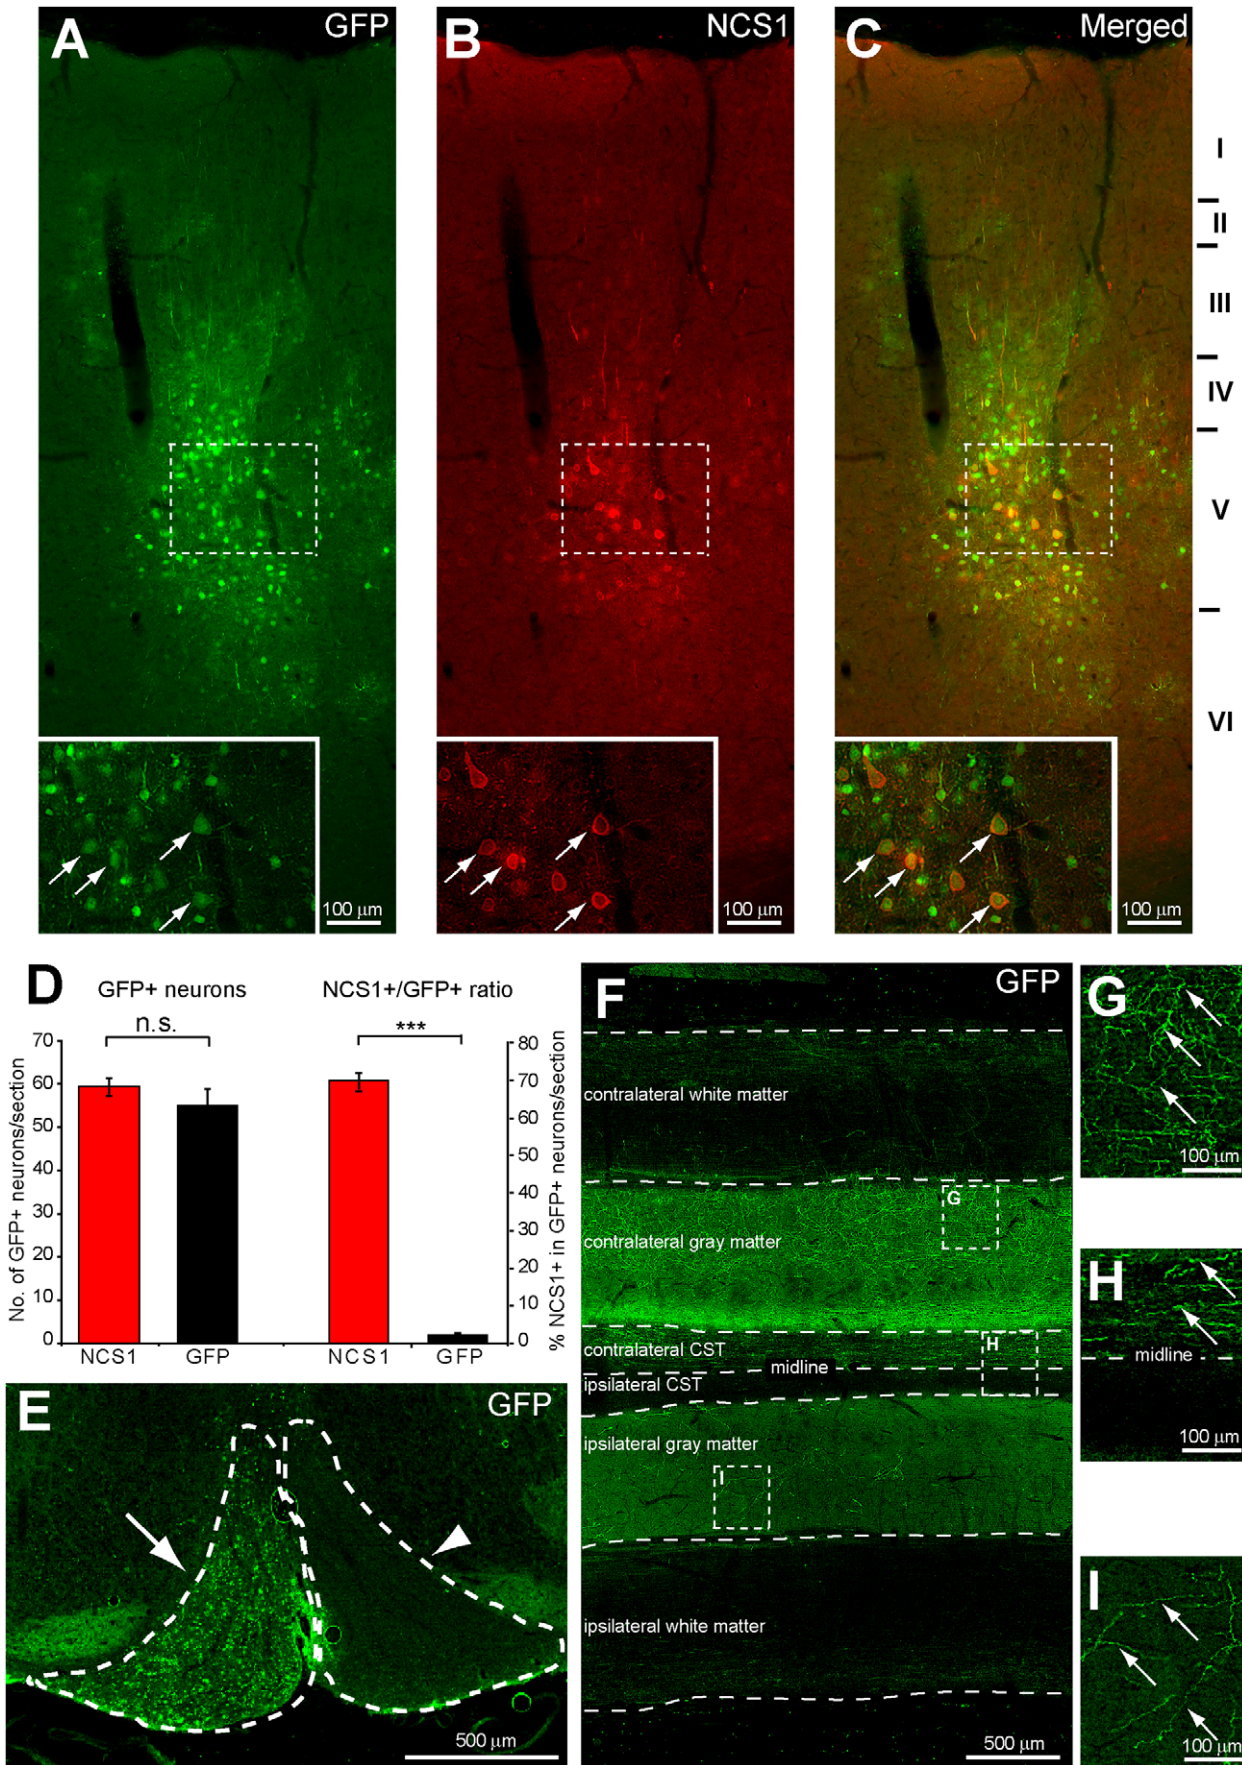 A
GFP
B
NCS1
C
Merged
I
II
III
IV
V
VI
100 µm
100 µm
100 µm
D
GFP+ neurons
NCS1+/GFP+ ratio
n.s.
***
No. of GFP+ neurons/section
70
60
50
40
30
20
10
0
% NCS1+ in GFP+ neurons/section
80
70
60
50
40
30
20
10
0
NCS1
GFP
NCS1
GFP
E
GFP
500 µm
F
GFP
contralateral white matter
G
contralateral gray matter
contralateral CST
H
midline
ipsilateral CST
ipsilateral gray matter
I
ipsilateral white matter
500 µm
G
100 µm
H
midline
100 µm
I
100 µm